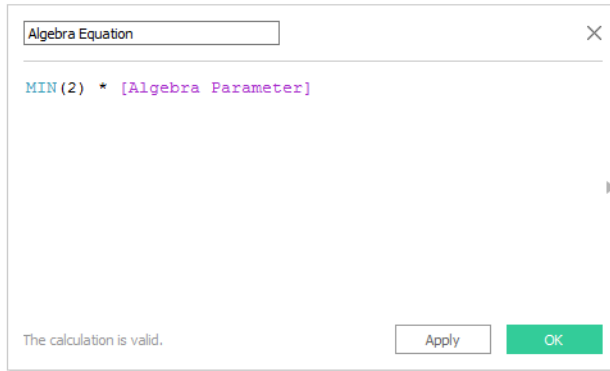 Algebra Equation
MIN(2) * [Algebra Parameter]
The calculation is valid.
Apply
OK